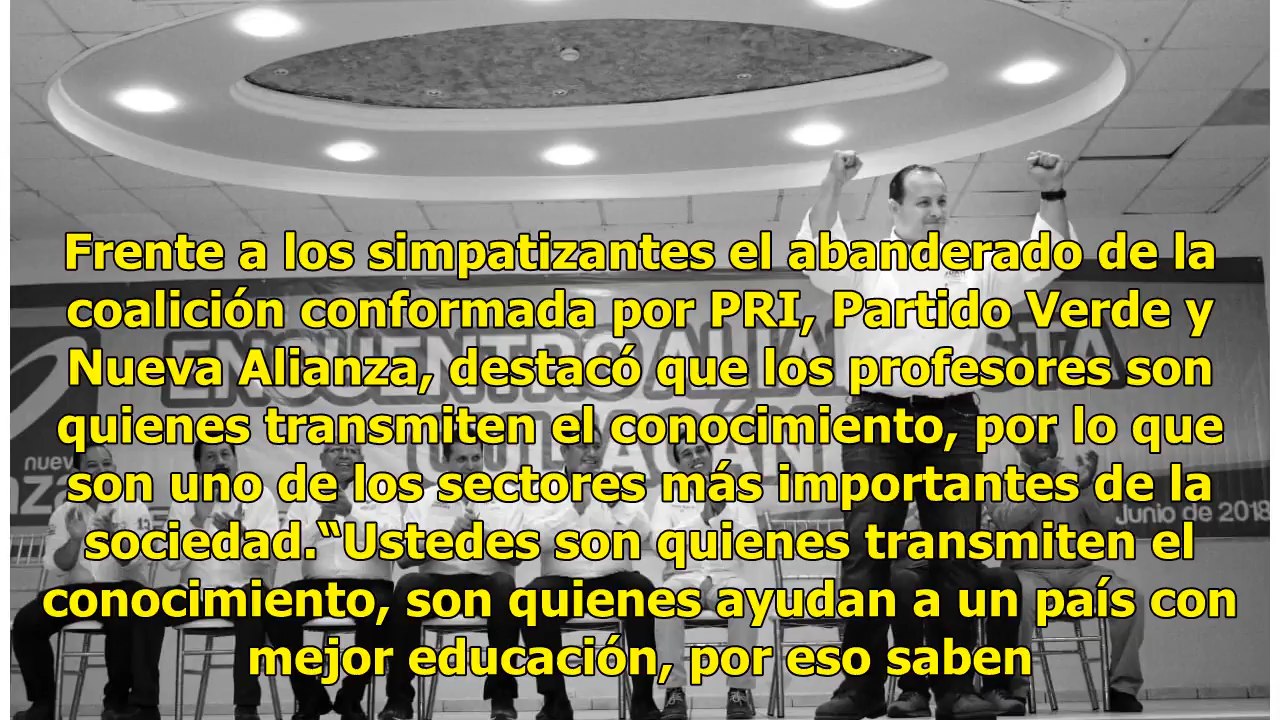 Frente a los simpatizantes el abanderado de la
coalición conformada por PRI, Partido Verde y
Nueva Alianza, destacó que los profesores son
quienes transmiten el conocimiento, por lo que
son uno de los sectores más importantes de la
sociedad.“Ustedes son quienes transmiten el
conocimiento, son quienes ayudan a un país con
mejor educación, por eso saben
ENCUENTRO ALIANCISTA
CULIACÁN
Junio de 2018